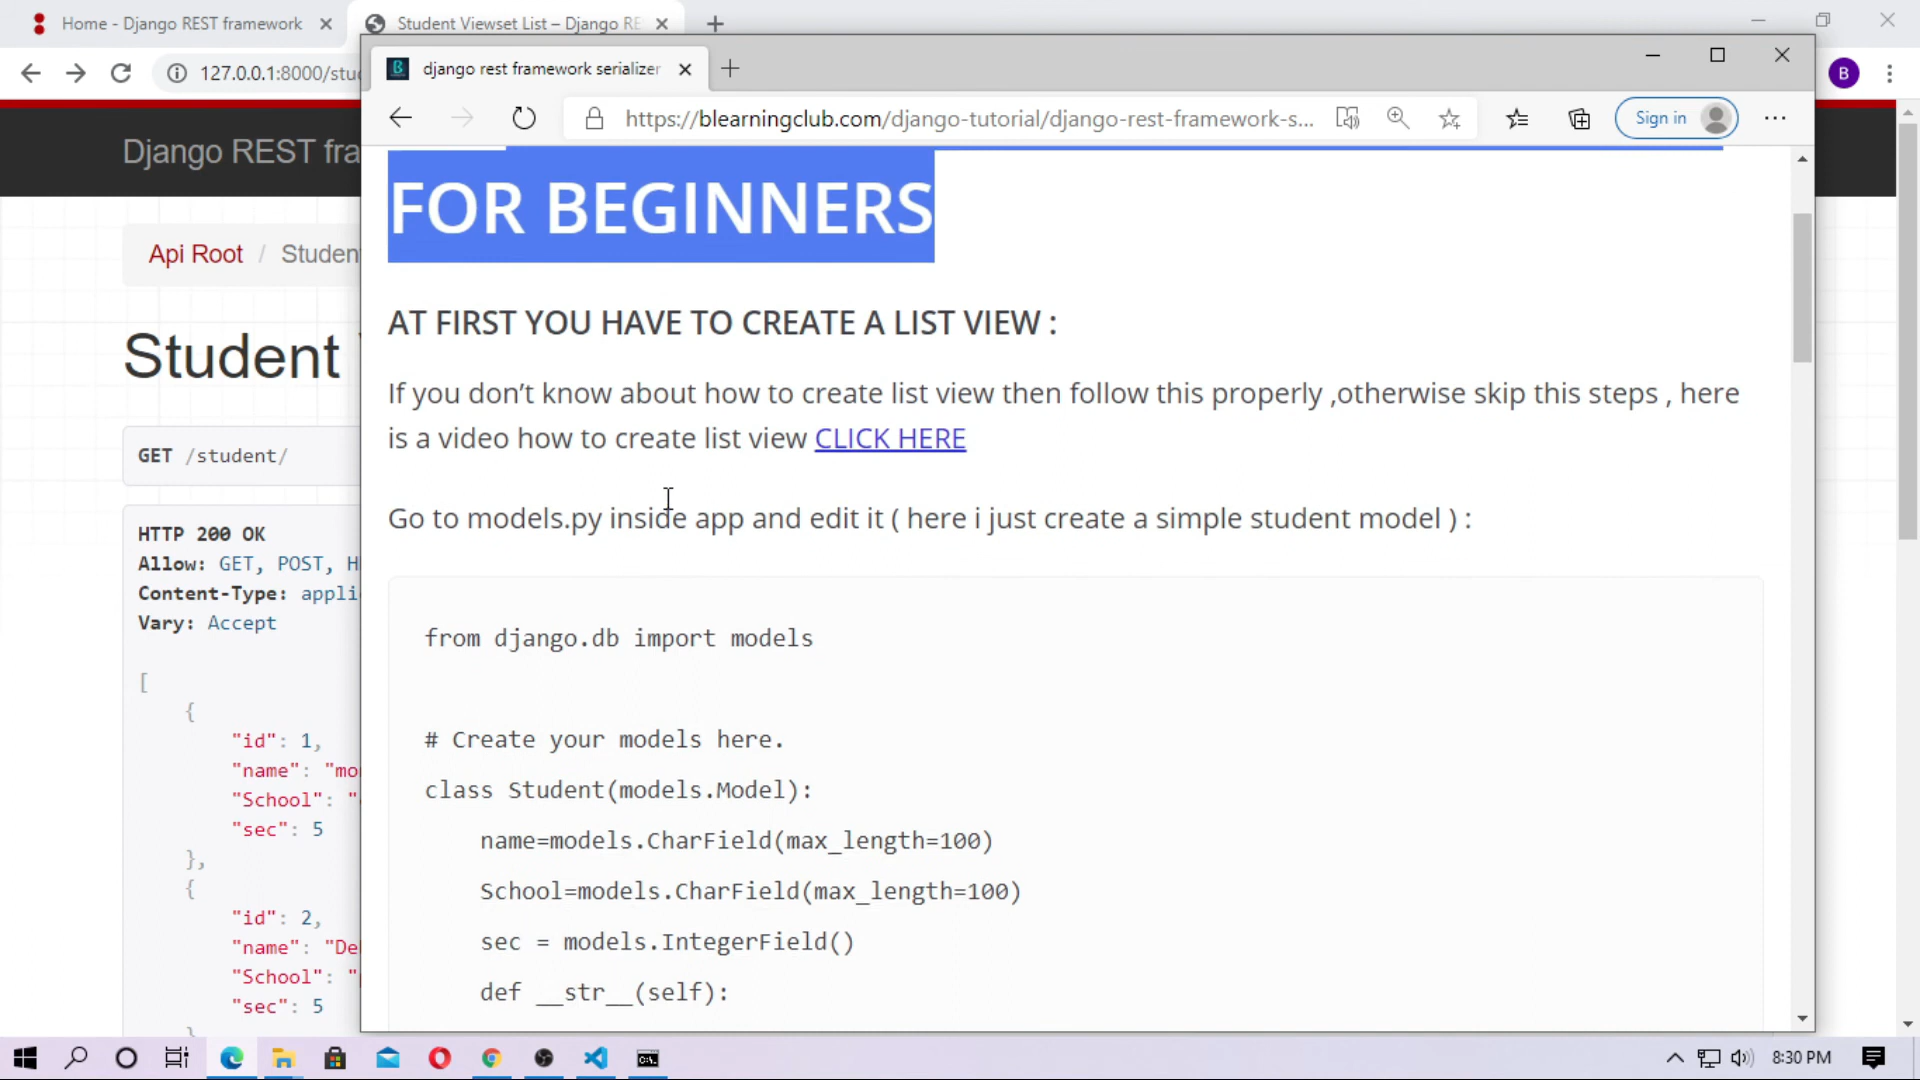 Home - Django REST framework
Student Viewset List – Django RE
127.0.0.1:8000/stu
B
django rest framework serializer
https://blearningclub.com/django-tutorial/django-rest-framework-s...
Sign in
Django REST fra
FOR BEGINNERS
Api Root / Student
AT FIRST YOU HAVE TO CREATE A LIST VIEW :
Student
If you don’t know about how to create list view then follow this properly ,otherwise skip this steps , here
is a video how to create list view CLICK HERE
GET /student/
Go to models.py inside app and edit it ( here i just create a simple student model ) :
HTTP 200 OK
Allow: GET, POST, H
Content-Type: appli
Vary: Accept
[
{
"id": 1,
"name": "mo
"School": "
"sec": 5
},
{
"id": 2,
"name": "De
"School": "
"sec": 5
}
from django.db import models
# Create your models here.
class Student(models.Model):
name=models.CharField(max_length=100)
School=models.CharField(max_length=100)
sec = models.IntegerField()
def __str__(self):
8:30 PM